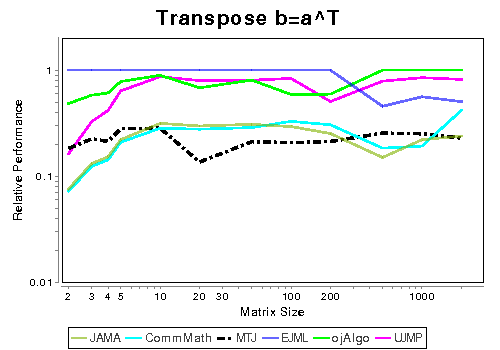 Transpose b=a^T
Relative Performance
1
0.1
0.01
2 3 4 5 10 20 30 100 200 1000
Matrix Size
JAMA CommMath MTJ EJML ojAlgo UJMP